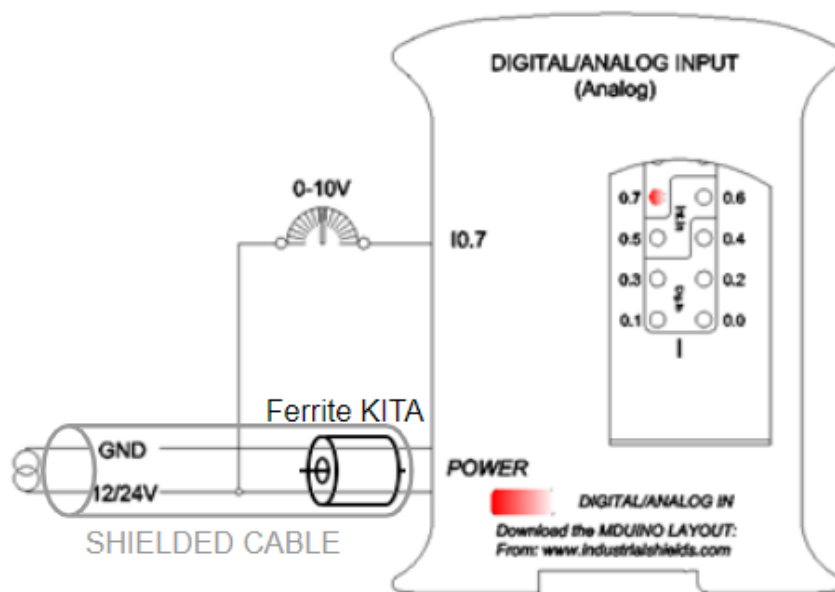 DIGITAL/ANALOG INPUT
(Analog)
0-10V
I0.7
0.7
0.6
0.5
0.4
0.3
0.2
0.1
0.0
I
Ferrite KITA
GND
12/24V
SHIELDED CABLE
POWER
DIGITAL/ANALOG IN
Download the MDUINO LAYOUT:
From: www.industrialshields.com